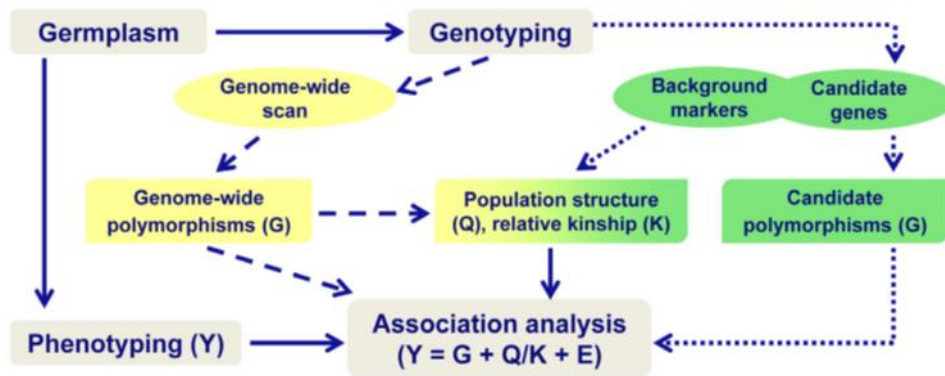 Germplasm
Genotyping
Genome-wide
scan
Background
markers
Candidate
genes
Genome-wide
polymorphisms (G)
Population structure
(Q), relative kinship (K)
Candidate
polymorphisms (G)
Phenotyping (Y)
Association analysis
(Y = G + Q/K + E)